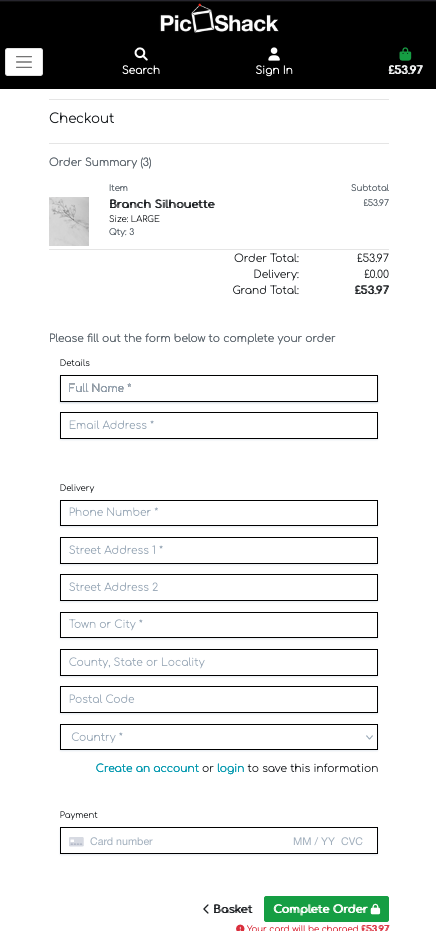 PicShack
Search
Sign In
£53.97
Checkout
Order Summary (3)
Item
Subtotal
Branch Silhouette
£53.97
Size: LARGE
Qty: 3
Order Total:
£53.97
Delivery:
£0.00
Grand Total:
£53.97
Please fill out the form below to complete your order
Details
Full Name *
Email Address *
Delivery
Phone Number *
Street Address 1 *
Street Address 2
Town or City *
County, State or Locality
Postal Code
Country *
Create an account or login to save this information
Payment
Card number
MM / YY CVC
Basket
Complete Order
Your card will be charged £53.97